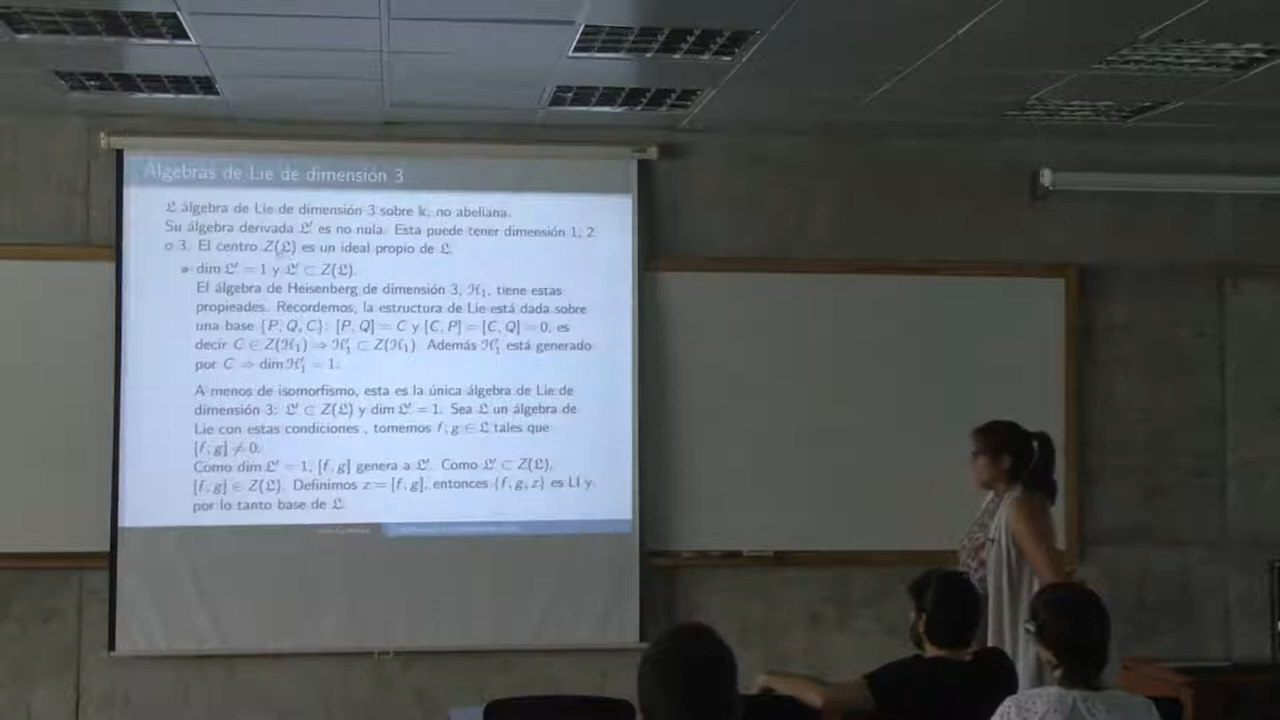 Álgebras de Lie de dimensión 3
𝔏 álgebra de Lie de dimensión 3 sobre k, no abeliana.
Su álgebra derivada 𝔏′ es no nula. Esta puede tener dimensión 1, 2
o 3. El centro Z(𝔏) es un ideal propio de 𝔏.
dim 𝔏′ = 1 y 𝔏′ ⊂ Z(𝔏).
El álgebra de Heisenberg de dimensión 3, ℋ₁, tiene estas
propieades. Recordemos, la estructura de Lie está dada sobre
una base {P, Q, C}: [P, Q] = C y [C, P] = [C, Q] = 0, es
decir C ∈ Z(ℋ₁) ⇒ ℋ′₁ ⊂ Z(ℋ₁) Además ℋ′₁ está generado
por C ⇒ dim ℋ′₁ = 1.
A menos de isomorfismo, esta es la única álgebra de Lie de
dimensión 3: 𝔏′ ⊂ Z(𝔏) y dim 𝔏′ = 1. Sea 𝔏 un álgebra de
Lie con estas condiciones , tomemos f, g ∈ 𝔏 tales que
[f, g] ≠ 0.
Como dim 𝔏′ = 1, [f, g] genera a 𝔏′. Como 𝔏′ ⊂ Z(𝔏),
[f, g] ∈ Z(𝔏). Definimos z = [f, g], entonces {f, g, z} es LI y
por lo tanto base de 𝔏.